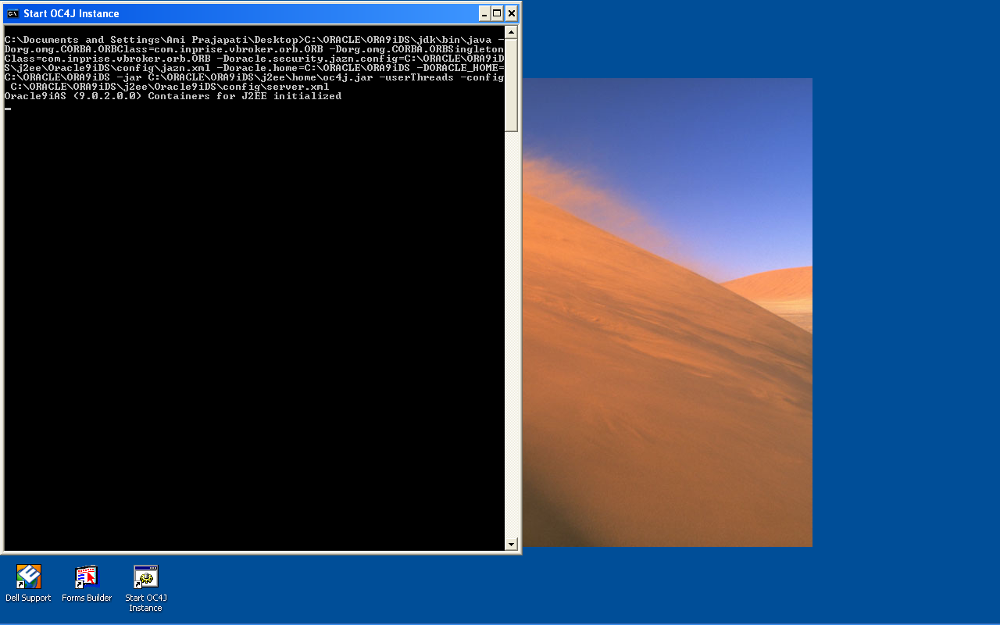 Start OC4J Instance
C:\Documents and Settings\Ami Prajapati\Desktop>C:\ORACLE\ORA9iDS\jdk\bin\java -
Dorg.omg.CORBA.ORBClass=com.inprise.vbroker.orb.ORB -Dorg.omg.CORBA.ORBSingleton
Class=com.inprise.vbroker.orb.ORB -Doracle.security.jazn.config=C:\ORACLE\ORA9iD
S\j2ee\Oracle9iDS\config\jazn.xml -Doracle.home=C:\ORACLE\ORA9iDS -DORACLE_HOME=
C:\ORACLE\ORA9iDS -jar C:\ORACLE\ORA9iDS\j2ee\home\oc4j.jar -userThreads -config
C:\ORACLE\ORA9iDS\j2ee\Oracle9iDS\config\server.xml
Oracle9iAS (9.0.2.0.0) Containers for J2EE initialized
Dell Support
Forms Builder
Start OC4J
Instance